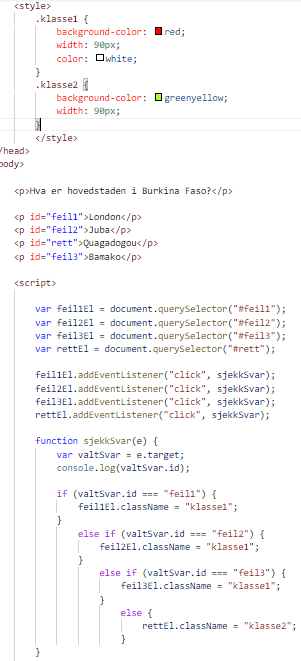 <style>
.klasse1 {
background-color: red;
width: 90px;
color: white;
}
.klasse2 {
background-color: greenyellow;
width: 90px;
}
</style>
/head>
body>
<p>Hva er hovedstaden i Burkina Faso?</p>
<p id="feil1">London</p>
<p id="feil2">Juba</p>
<p id="rett">Quagadogou</p>
<p id="feil3">Bamako</p>
<script>
var feil1El = document.querySelector("#feil1");
var feil2El = document.querySelector("#feil2");
var feil3El = document.querySelector("#feil3");
var rettEl = document.querySelector("#rett");
feil1El.addEventListener("click", sjekkSvar);
feil2El.addEventListener("click", sjekkSvar);
feil3El.addEventListener("click", sjekkSvar);
rettEl.addEventListener("click", sjekkSvar);
function sjekkSvar(e) {
var valtSvar = e.target;
console.log(valtSvar.id);
if (valtSvar.id === "feil1") {
feil1El.className = "klasse1";
}
else if (valtSvar.id === "feil2") {
feil2El.className = "klasse1";
}
else if (valtSvar.id === "feil3") {
feil3El.className = "klasse1";
}
else {
rettEl.className = "klasse2";
}
}